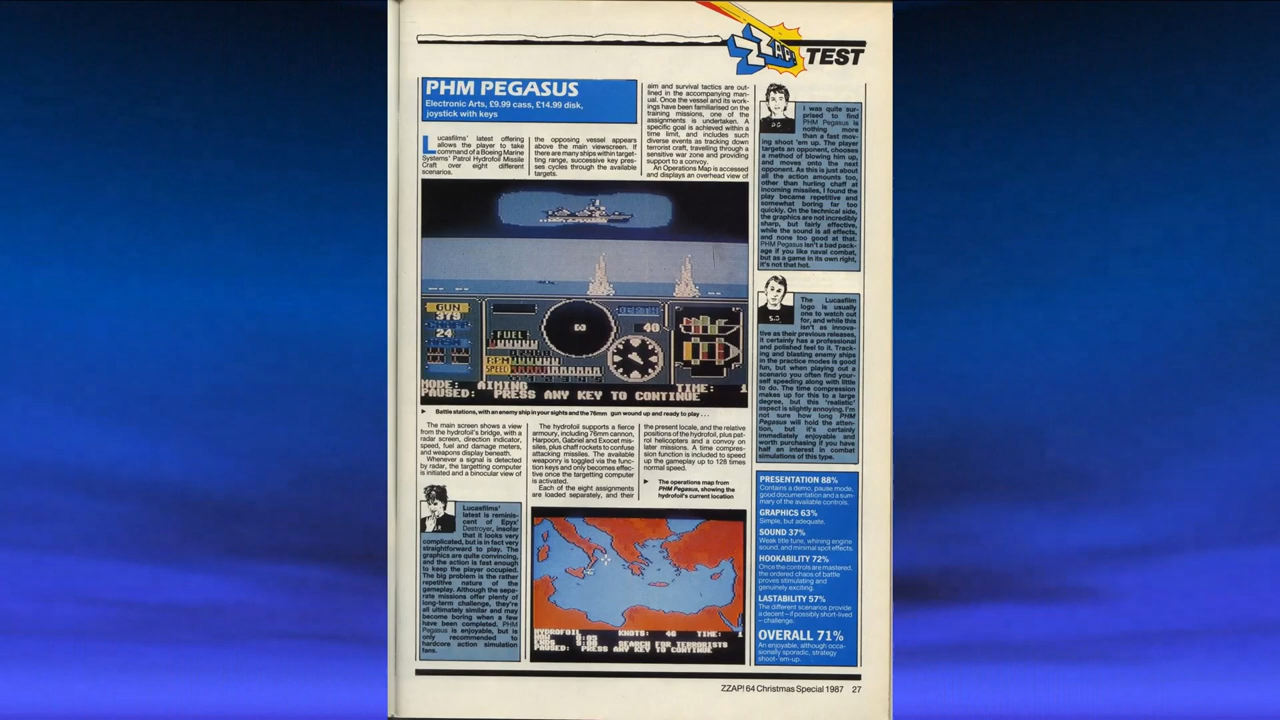 ZZAP! TEST
PHM PEGASUS
Electronic Arts, £9.99 cass, £14.99 disk,
joystick with keys
Lucasfilms' latest offering
allows the player to take
command of a Boeing Marine
Systems' Patrol Hydrofoil Missile
Craft over eight different
scenarios.
the opposing vessel appears
above the main viewscreen. If
there are many ships within target-
ting range, successive key pres-
ses cycles through the available
targets.
aim and survival tactics are out-
lined in the accompanying man-
ual. Once the vessel and its work-
ings have been familiarised on the
training missions, one of the
assignments is undertaken. A
specific goal is achieved within a
time limit, and includes such
diverse events as tracking down
terrorist craft, travelling through a
sensitive war zone and providing
support to a convoy.
An Operations Map is accessed
and displays an overhead view of
GUN
379
24
FUEL
RPM
SPEED
DEPTH
40
MODE: AIMING
TIME: 1
PAUSED: PRESS ANY KEY TO CONTINUE
Battle stations, with an enemy ship in your sights and the 76mm gun wound up and ready to play . . .
The main screen shows a view
from the hydrofoil's bridge, with a
radar screen, direction indicator,
speed, fuel and damage meters,
and weapons display beneath.
Whenever a signal is detected
by radar, the targetting computer
is initiated and a binocular view of
The hydrofoil supports a fierce
armoury, including 76mm cannon,
Harpoon, Gabriel and Exocet mis-
siles, plus chaff rockets to confuse
attacking missiles. The available
weaponry is toggled via the func-
tion keys and only becomes effec-
tive once the targetting computer
is activated.
Each of the eight assignments
are loaded separately, and their
the present locale, and the relative
positions of the hydrofoil, plus pat-
rol helicopters and a convoy on
later missions. A time compres-
sion function is included to speed
up the gameplay up to 128 times
normal speed.
The operations map from
PHM Pegasus, showing the
hydrofoil's current location
Lucasfilms'
latest is reminis-
cent of Epyx'
Destroyer, insofar
that it looks very
complicated, but is in fact very
straightforward to play. The
graphics are quite convincing,
and the action is fast enough
to keep the player occupied.
The big problem is the rather
repetitive nature of the
gameplay. Although the sepa-
rate missions offer plenty of
long-term challenge, they're
all ultimately similar and may
become boring when a few
have been completed. PHM
Pegasus is enjoyable, but is
only recommended to
hardcore action simulation
fans.
HYDROFOIL KNOTS: 46 TIME: 1
SEARCH FOR TERRORISTS
PAUSED: PRESS ANY KEY TO CONTINUE
I was quite sur-
prised to find
PHM Pegasus is
nothing more
than a fast mov-
ing shoot 'em up. The player
targets an opponent, chooses
a method of blowing him up,
and moves onto the next
opponent. As this is just about
all the action amounts too,
other than hurling chaff at
incoming missiles, I found the
play became repetitive and
somewhat boring far too
quickly. On the technical side,
the graphics are not incredibly
sharp, but fairly effective,
while the sound is all effects,
and none too good at that.
PHM Pegasus isn't a bad pack-
age if you like naval combat,
but as a game in its own right,
it's not that hot.
The Lucasfilm
logo is usually
one to watch out
for, and while this
isn't as innova-
tive as their previous releases,
it certainly has a professional
and polished feel to it. Track-
ing and blasting enemy ships
in the practice modes is good
fun, but when playing out a
scenario you often find your-
self speeding along with little
to do. The time compression
makes up for this to a large
degree, but this 'realistic'
aspect is slightly annoying. I'm
not sure how long PHM
Pegasus will hold the atten-
tion, but it's certainly
immediately enjoyable and
worth purchasing if you have
half an interest in combat
simulations of this type.
PRESENTATION 88%
Contains a demo, pause mode,
good documentation and a sum-
mary of the available controls.
GRAPHICS 63%
Simple, but adequate.
SOUND 37%
Weak title tune, whining engine
sound, and minimal spot effects.
HOOKABILITY 72%
Once the controls are mastered,
the ordered chaos of battle
proves stimulating and
genuinely exciting.
LASTABILITY 57%
The different scenarios provide
a decent – if possibly short-lived
– challenge.
OVERALL 71%
An enjoyable, although occa-
sionally sporadic, strategy
shoot-'em-up.
ZZAP! 64 Christmas Special 1987 27